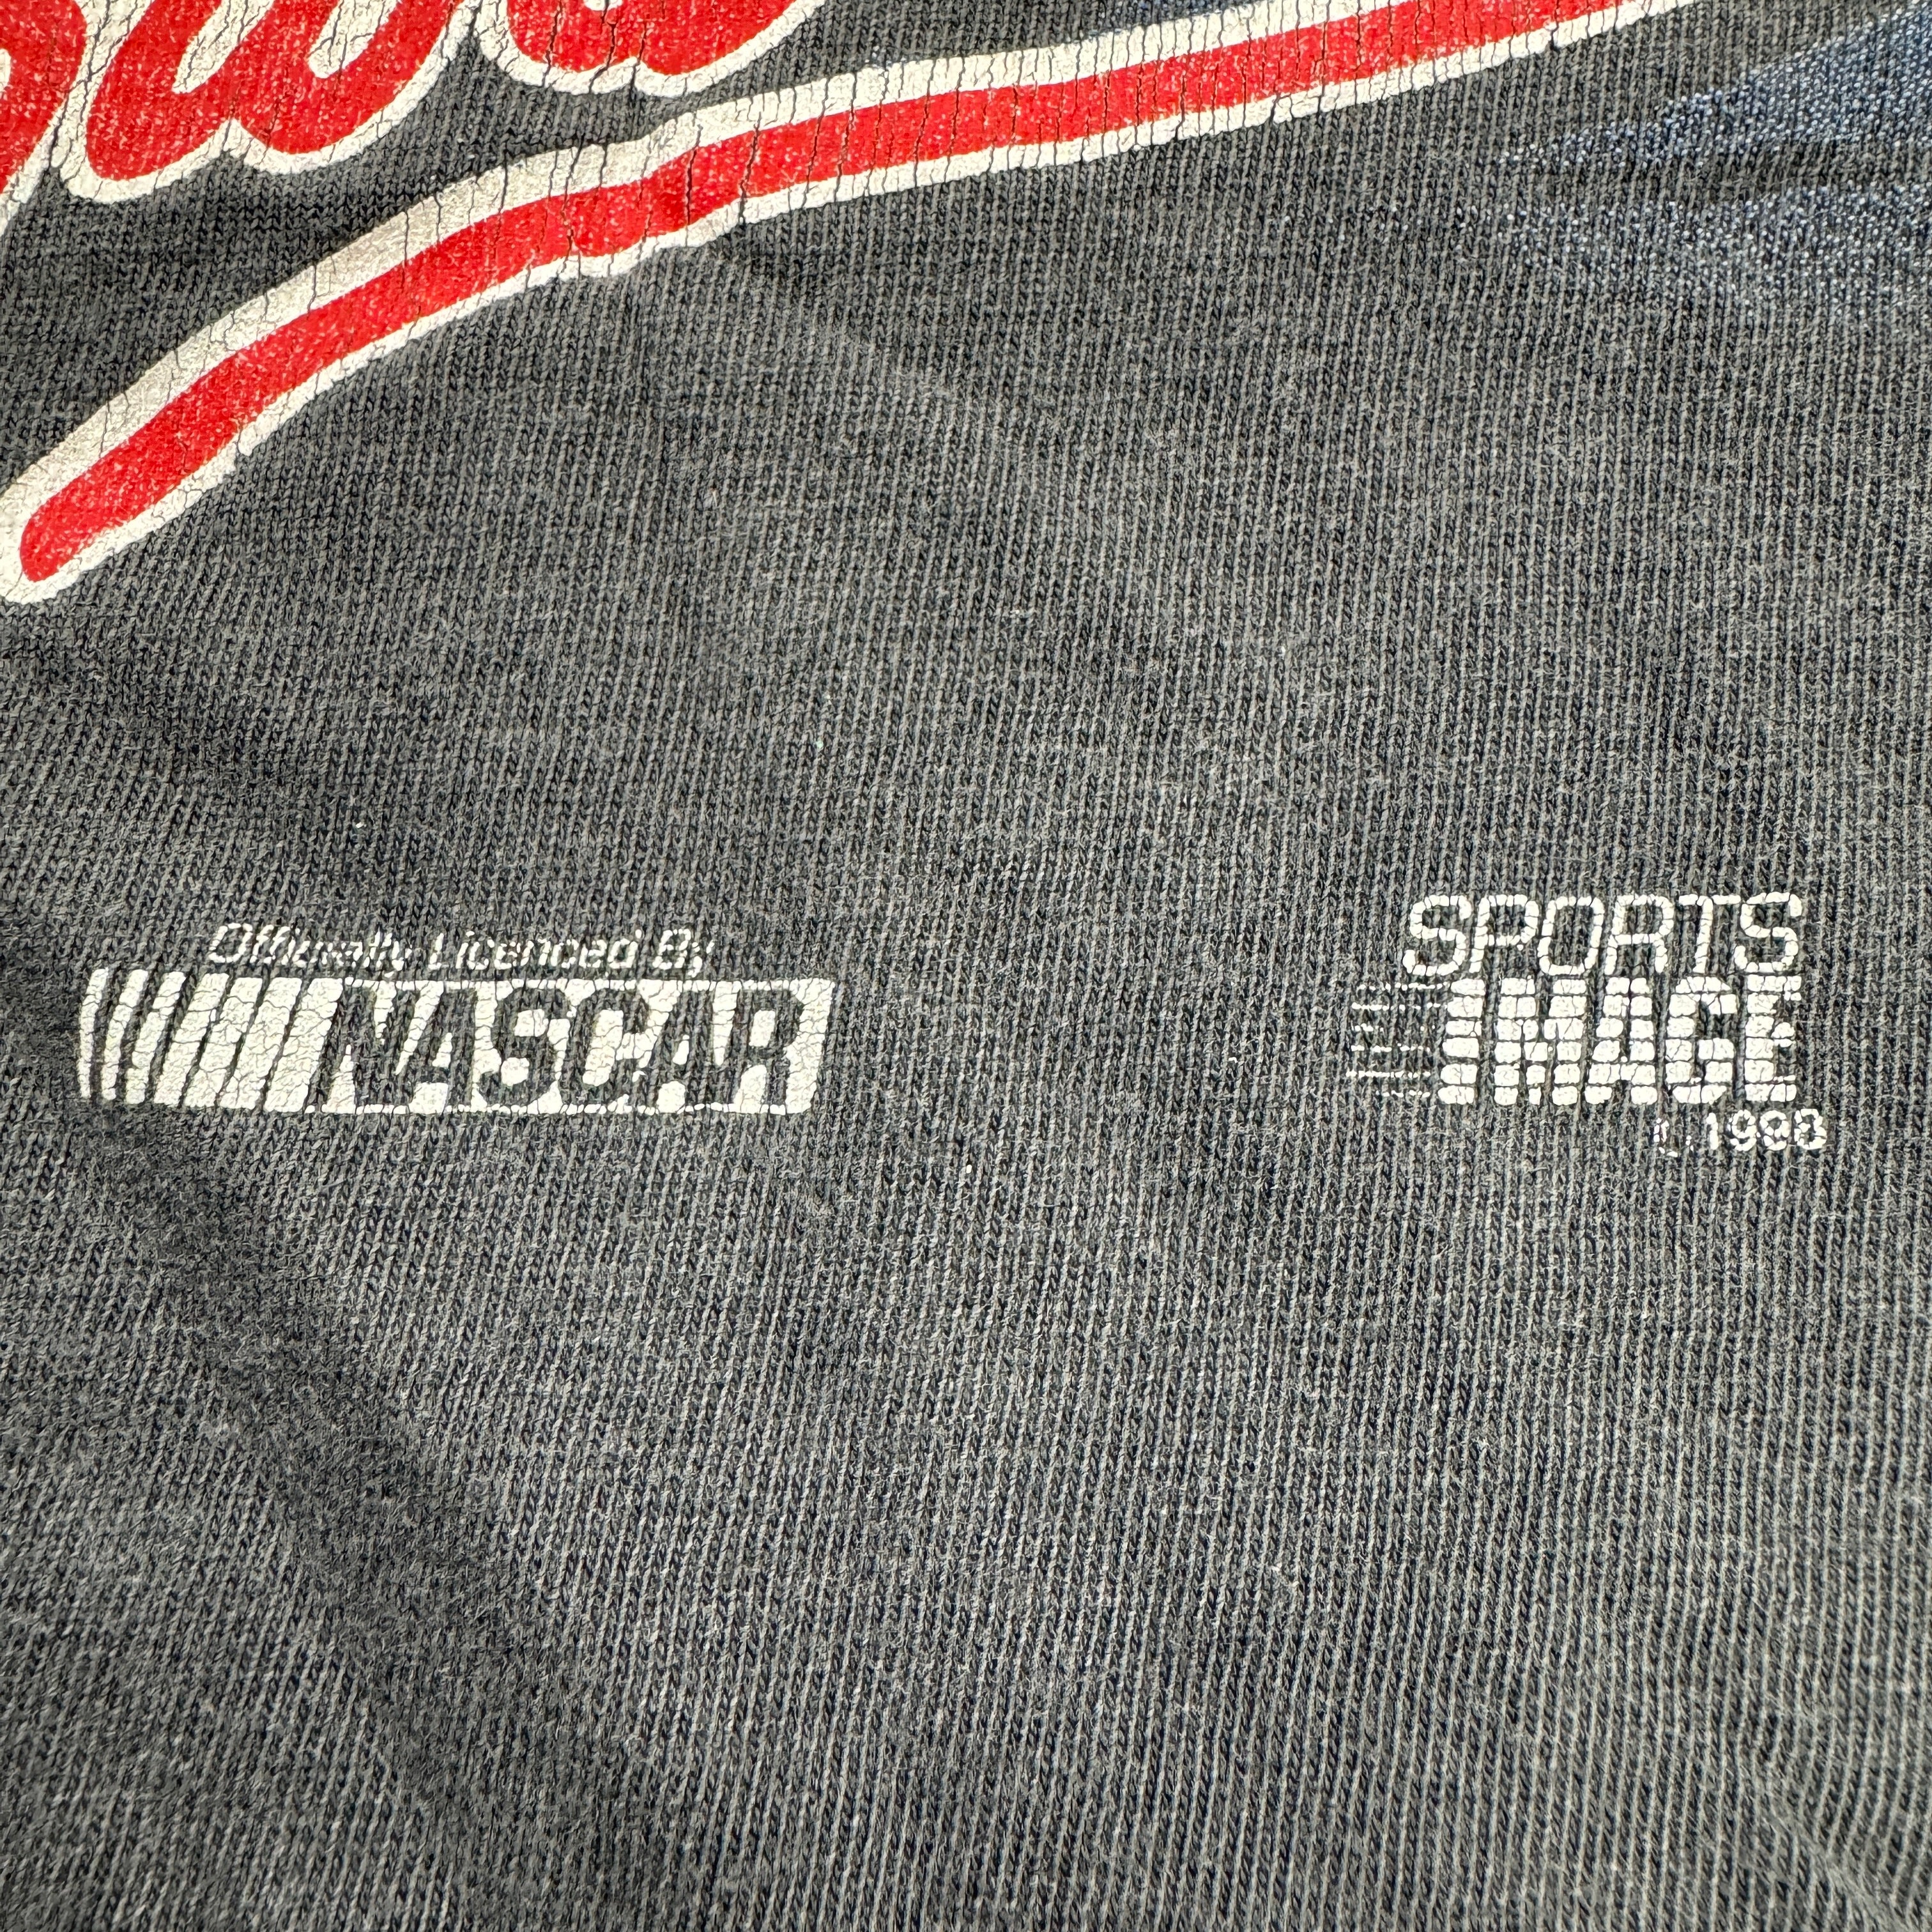 Officially Licenced By
NASCAR
SPORTS
IMAGE
1998